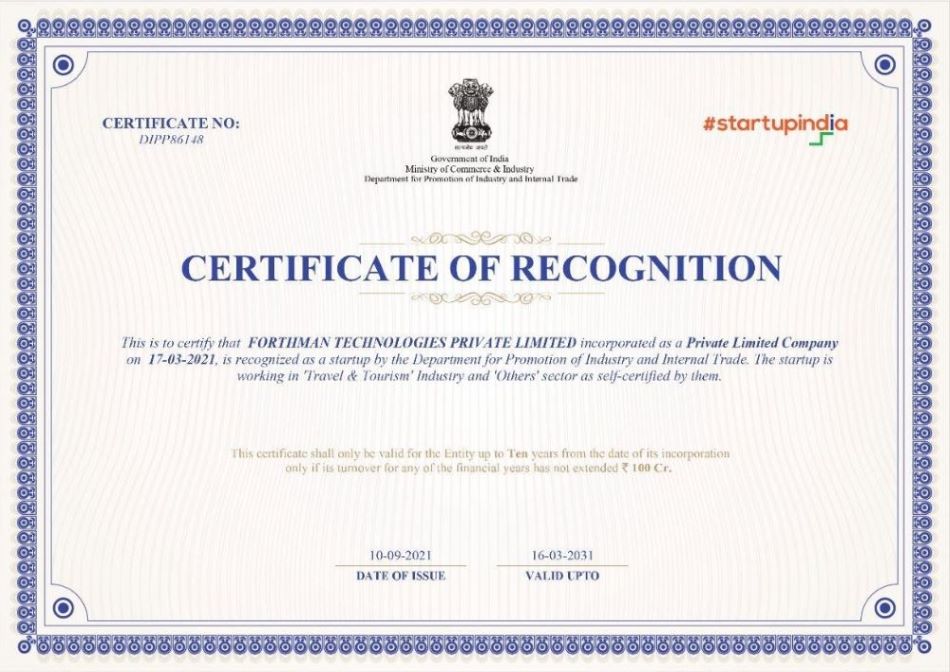 CERTIFICATE NO:
DIPP86148
सत्यमेव जयते
Government of India
Ministry of Commerce & Industry
Department for Promotion of Industry and Internal Trade
#startupindia
CERTIFICATE OF RECOGNITION
This is to certify that FORTHMAN TECHNOLOGIES PRIVATE LIMITED incorporated as a Private Limited Company
on 17-03-2021, is recognized as a startup by the Department for Promotion of Industry and Internal Trade. The startup is
working in 'Travel & Tourism' Industry and 'Others' sector as self-certified by them.
This certificate shall only be valid for the Entity up to Ten years from the date of its incorporation
only if its turnover for any of the financial years has not extended ₹ 100 Cr.
10-09-2021
DATE OF ISSUE
16-03-2031
VALID UPTO